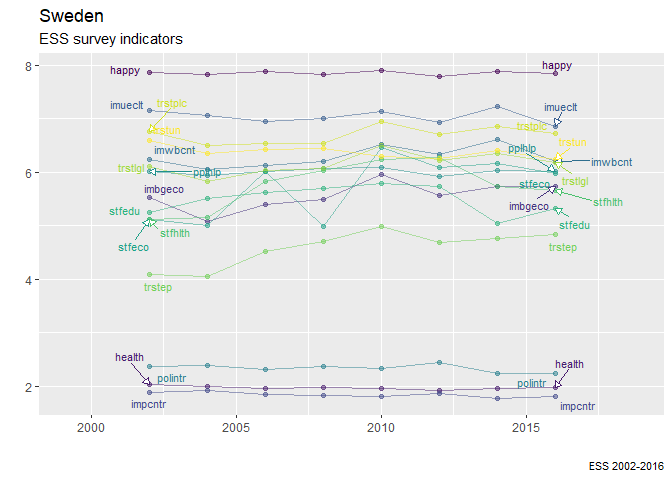 Sweden
ESS survey indicators
8
6
4
2
happy
happy
imueclt
trstplc
imueclt
trstplc
trstun
trstun
imwbcnt
pplhlp
imwbcnt
trstlgl
pplhlp
stfeco
trstlgl
imbgeco
stfhlth
stfedu
imbgeco
stfhlth
stfedu
stfeco
trstep
trstep
health
health
polintr
polintr
impcntr
impcntr
2000
2005
2010
2015
ESS 2002-2016